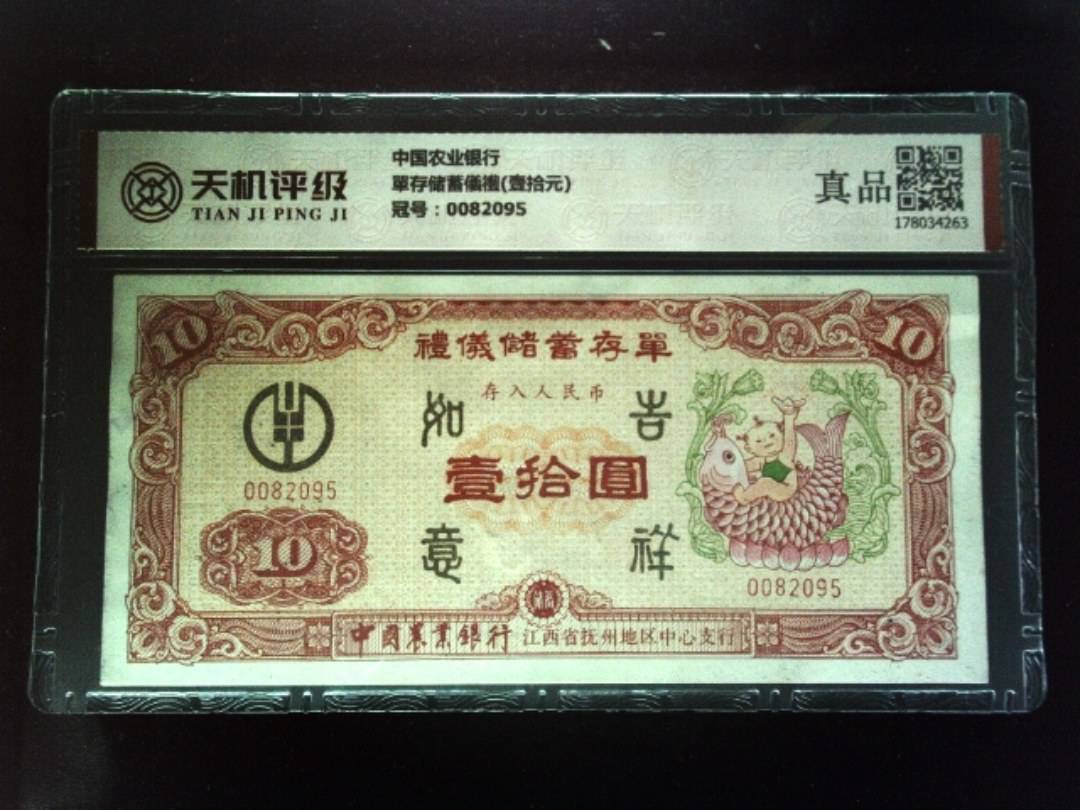 天机评级
TIAN JI PING JI
中国农业银行
單存储蓄儀禮(壹拾元)
冠号：0082095
真品
178034263
10
10
禮儀儲蓄存單
存入人民币
如
吉
壹拾圓
意
祥
0082095
10
0082095
中國農業銀行 江西省抚州地区中心支行